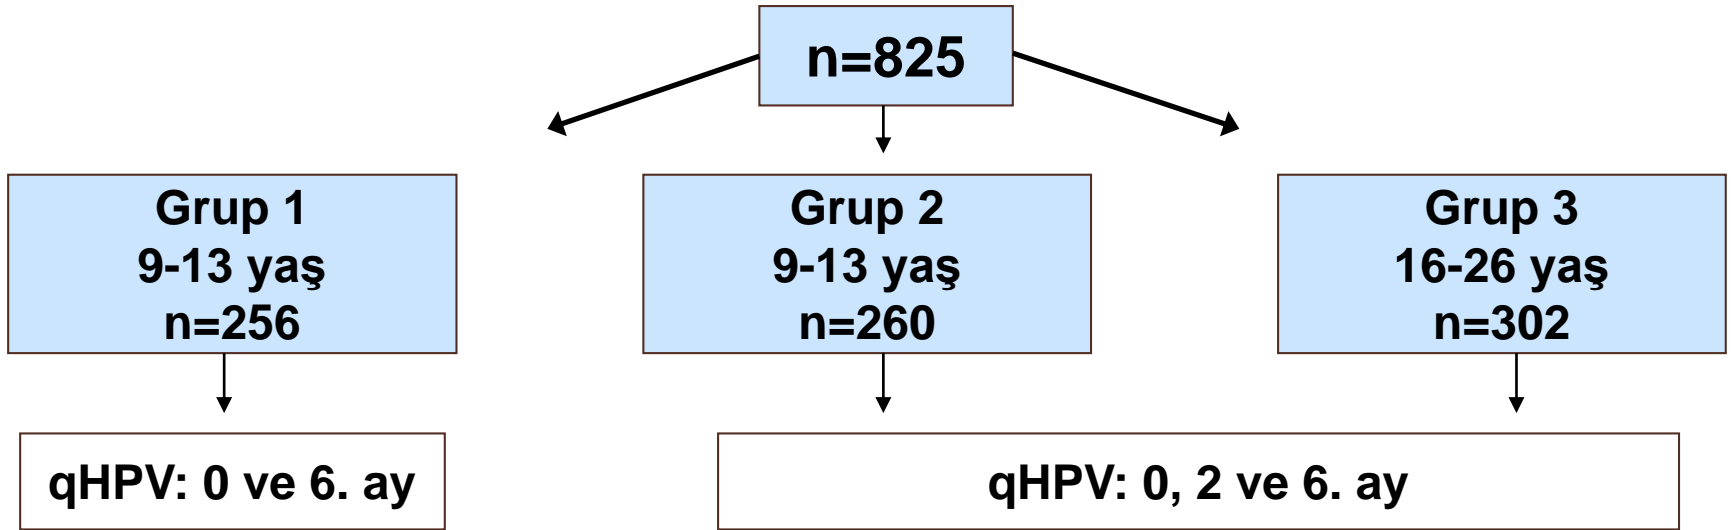 n=825
Grup 1
9-13 yaş
n=256
Grup 2
9-13 yaş
n=260
Grup 3
16-26 yaş
n=302
qHPV: 0 ve 6. ay
qHPV: 0, 2 ve 6. ay